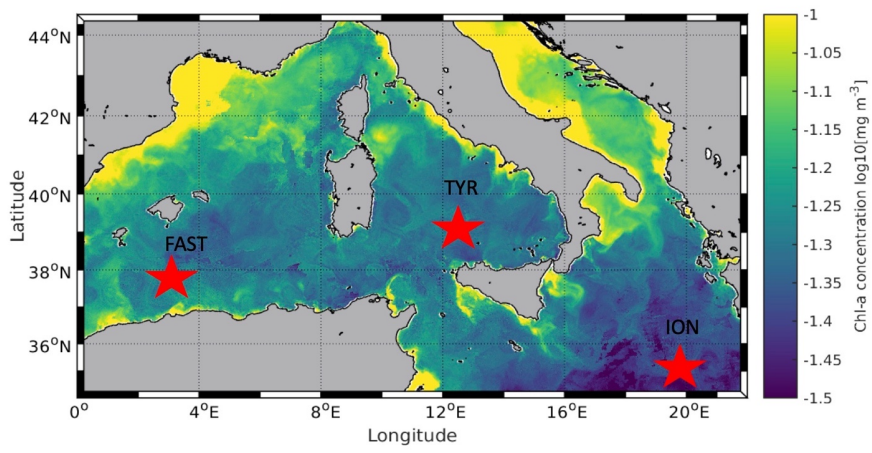 44°N
42°N
40°N
38°N
36°N
Latitude
TYR
FAST
ION
0°
4°E
8°E
12°E
16°E
20°E
Longitude
-1
-1.05
-1.1
-1.15
-1.2
-1.25
-1.3
-1.35
-1.4
-1.45
-1.5
Chl-a concentration log10[mg m⁻³]